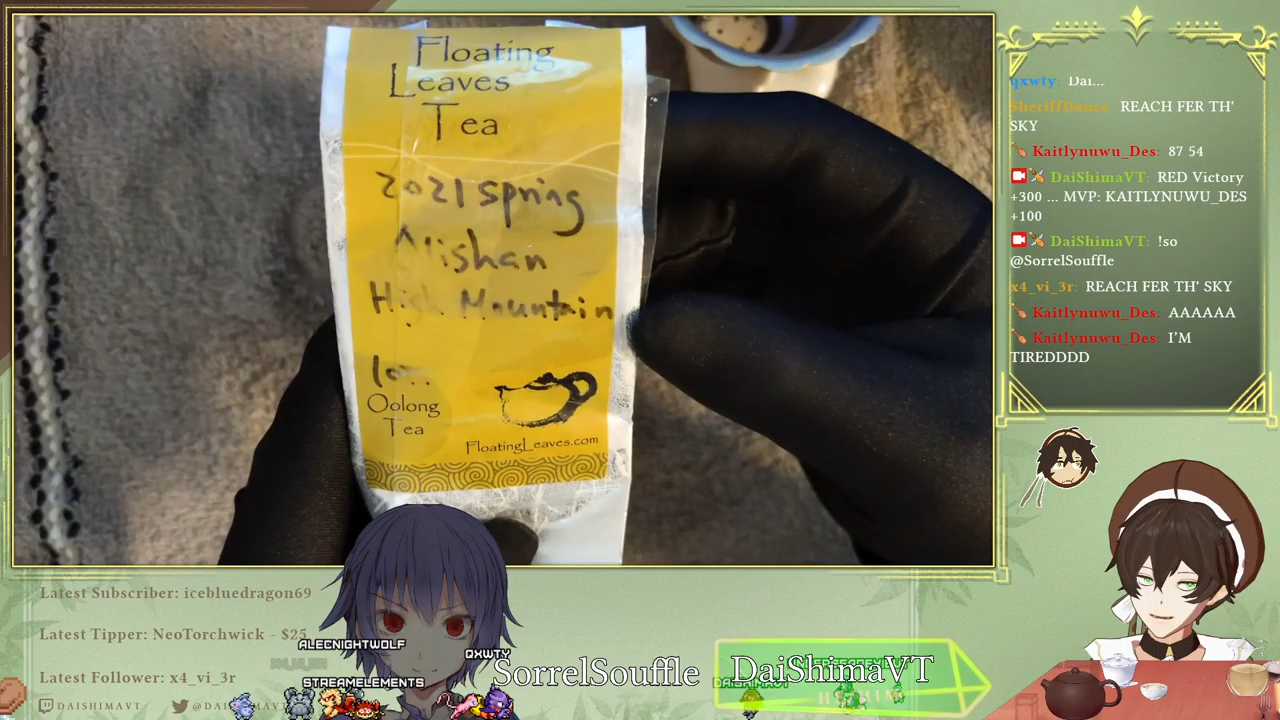 Floating
Leaves
Tea
2021 spring
Alishan
High Mountain
Oolong
Tea
FloatingLeaves.com
qxwty: Dai...
SheriffDance: REACH FER TH'
SKY
Kaitlynuwu_Des: 87 54
DaiShimaVT: RED Victory
+300 ... MVP: KAITLYNUWU_DES
+100
DaiShimaVT: !so
@SorrelSouffle
x4_vi_3r: REACH FER TH' SKY
Kaitlynuwu_Des: AAAAAA
Kaitlynuwu_Des: I'M
TIREDDDD
Latest Subscriber: icebluedragon69
Latest Tipper: NeoTorchwick - $25
Latest Follower: x4_vi_3r
DAISHIMAVT
ALECNIGHTWOLF
QXWTY
STREAMELEMENTS
SorrelSouffle
DaiShimaVT
DAISHIMAVT